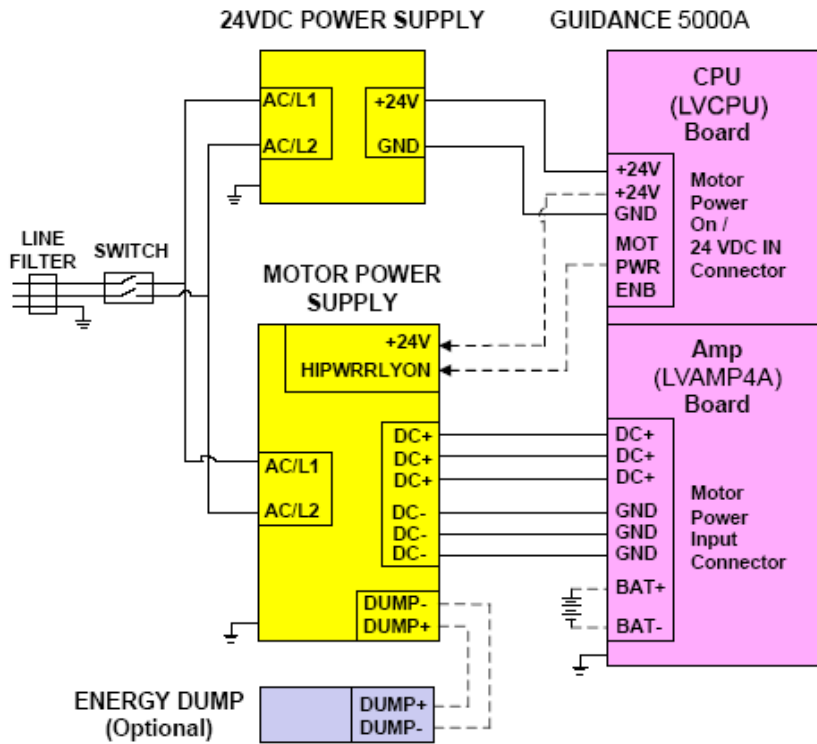 24VDC POWER SUPPLY
GUIDANCE 5000A
AC/L1
AC/L2
+24V
GND
CPU
(LVCPU)
Board
+24V
+24V
GND
MOT
PWR
ENB
Motor
Power
On /
24 VDC IN
Connector
LINE
FILTER
SWITCH
MOTOR POWER
SUPPLY
+24V
HIPWRRLYON
AC/L1
AC/L2
DC+
DC+
DC+
DC-
DC-
DC-
DUMP-
DUMP+
Amp
(LVAMP4A)
Board
DC+
DC+
DC+
GND
GND
GND
BAT+
BAT-
Motor
Power
Input
Connector
ENERGY DUMP
(Optional)
DUMP+
DUMP-